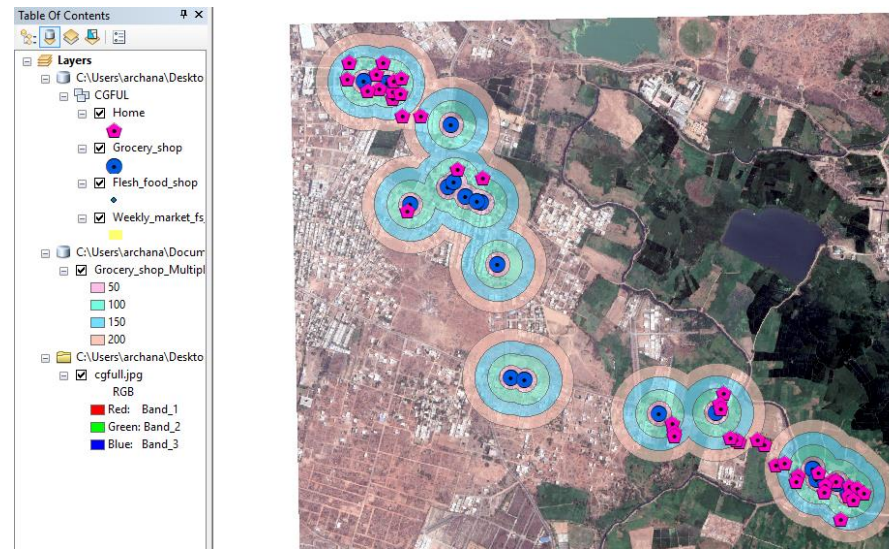 Table Of Contents
Layers
C:\Users\archana\Deskto
CGFUL
Home
Grocery_shop
Flesh_food_shop
Weekly_market_fs_
C:\Users\archana\Docum
Grocery_shop_Multipl
50
100
150
200
C:\Users\archana\Deskto
cgfull.jpg
RGB
Red: Band_1
Green: Band_2
Blue: Band_3